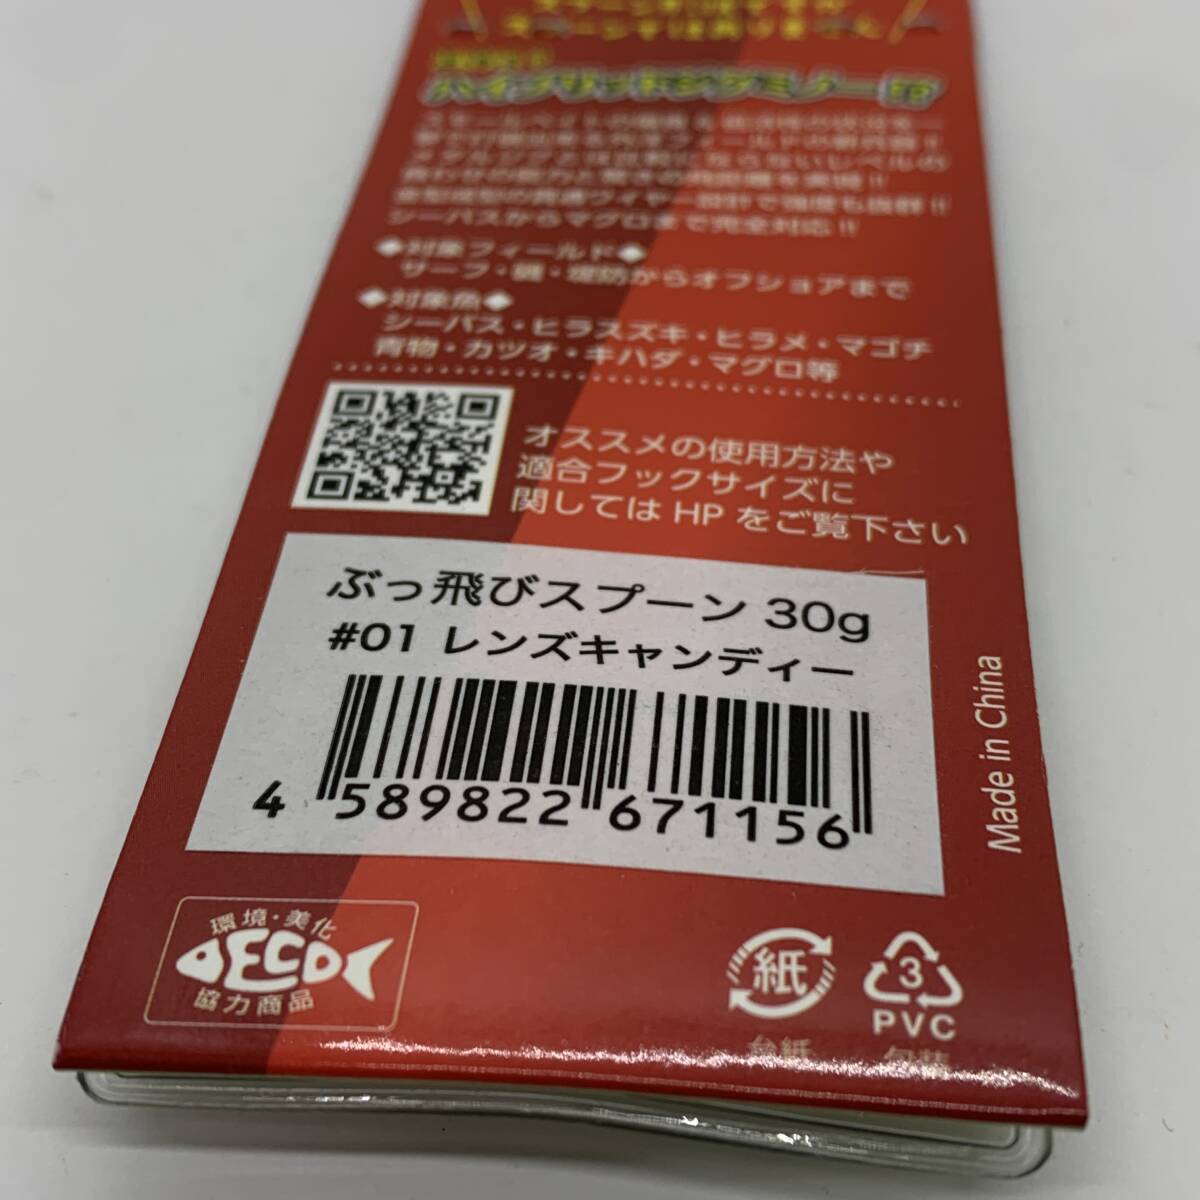 ハイブリッドジグミノー!!
シーバスからマグロまで完全対応!!
◆対象フィールド◆
サーフ・磯・堤防からオフショアまで
◆対象魚◆
シーバス・ヒラスズキ・ヒラメ・マゴチ
青物・カツオ・キハダ・マグロ等
オススメの使用方法や
適合フックサイズに
関してはHPをご覧下さい
ぶっ飛びスプーン 30g
#01 レンズキャンディー
4 589822 671156
Made in China
環境・美化
ECO
協力商品
紙
台紙
3
PVC
包装